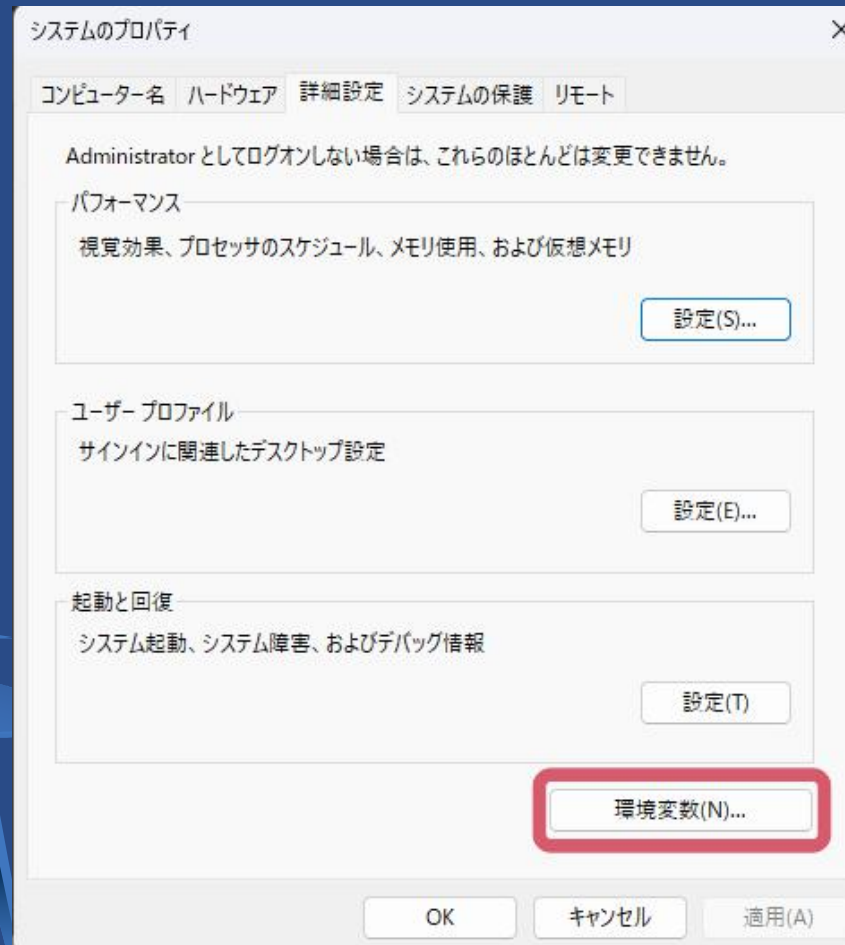 システムのプロパティ
コンピューター名 ハードウェア 詳細設定 システムの保護 リモート
Administrator としてログオンしない場合は、これらのほとんどは変更できません。
パフォーマンス
視覚効果、プロセッサのスケジュール、メモリ使用、および仮想メモリ
設定(S)...
ユーザー プロファイル
サインインに関連したデスクトップ設定
設定(E)...
起動と回復
システム起動、システム障害、およびデバッグ情報
設定(T)
環境変数(N)...
OK キャンセル 適用(A)